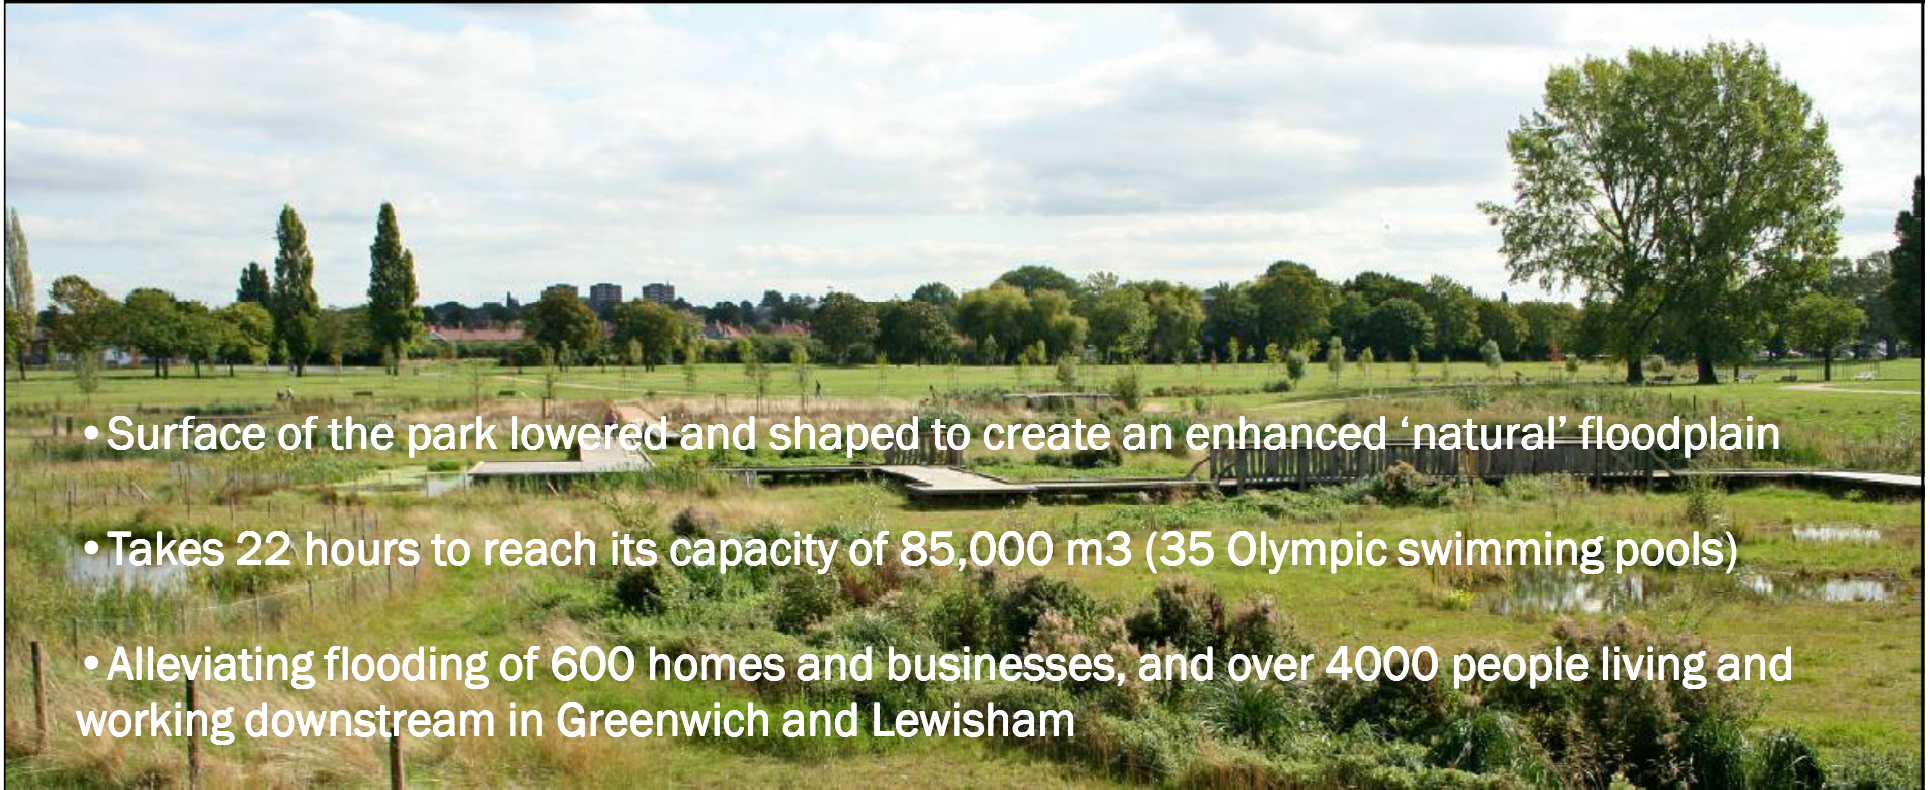 •Surface of the park lowered and shaped to create an enhanced ‘natural’ floodplain
•Takes 22 hours to reach its capacity of 85,000 m3 (35 Olympic swimming pools)
•Alleviating flooding of 600 homes and businesses, and over 4000 people living and
working downstream in Greenwich and Lewisham